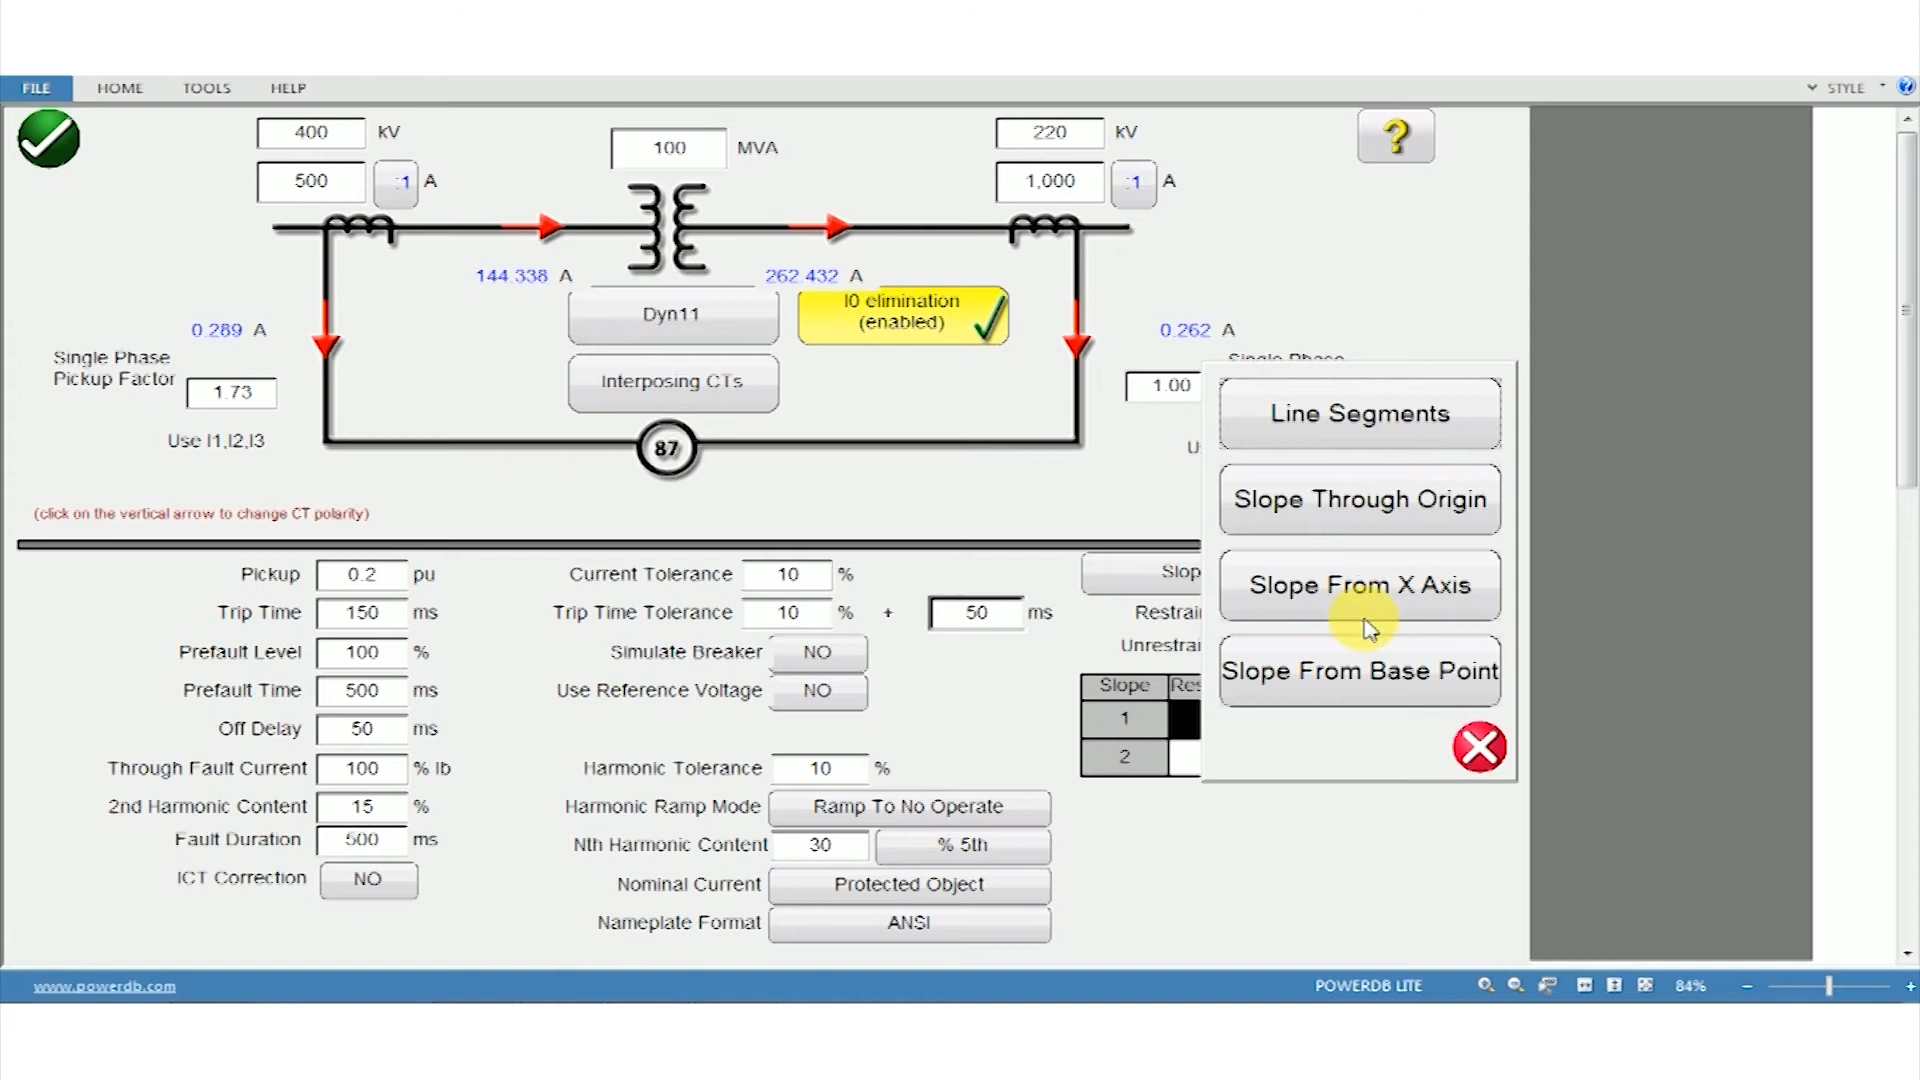 FILE HOME TOOLS HELP STYLE
400 kV
500 :1 A
100 MVA
220 kV
1,000 :1 A
144.338 A
262.432 A
Dyn11
I0 elimination
(enabled)
Interposing CTs
0.289 A
Single Phase
Pickup Factor 1.73
Use I1,I2,I3
0.262 A
Single Phase
1.00
87
(click on the vertical arrow to change CT polarity)
Line Segments
Slope Through Origin
Slope From X Axis
Slope From Base Point
Pickup 0.2 pu
Trip Time 150 ms
Prefault Level 100 %
Prefault Time 500 ms
Off Delay 50 ms
Through Fault Current 100 % Ib
2nd Harmonic Content 15 %
Fault Duration 500 ms
ICT Correction NO
Current Tolerance 10 %
Trip Time Tolerance 10 % + 50 ms
Simulate Breaker NO
Use Reference Voltage NO
Harmonic Tolerance 10 %
Harmonic Ramp Mode Ramp To No Operate
Nth Harmonic Content 30 % 5th
Nominal Current Protected Object
Nameplate Format ANSI
Slop
Restrai
Unrestrai
Slope Res
1
2
www.powerdb.com POWERDB LITE 84%